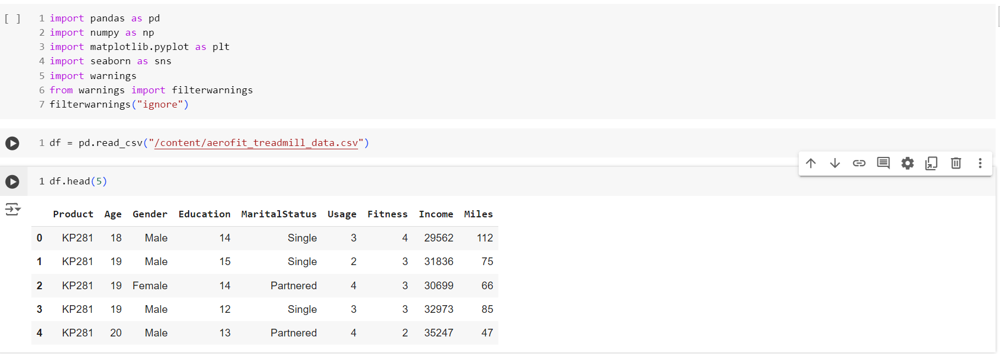 [ ] 1 import pandas as pd
2 import numpy as np
3 import matplotlib.pyplot as plt
4 import seaborn as sns
5 import warnings
6 from warnings import filterwarnings
7 filterwarnings("ignore")
1 df = pd.read_csv("/content/aerofit_treadmill_data.csv")
1 df.head(5)
Product Age Gender Education MaritalStatus Usage Fitness Income Miles
0 KP281 18 Male 14 Single 3 4 29562 112
1 KP281 19 Male 15 Single 2 3 31836 75
2 KP281 19 Female 14 Partnered 4 3 30699 66
3 KP281 19 Male 12 Single 3 3 32973 85
4 KP281 20 Male 13 Partnered 4 2 35247 47